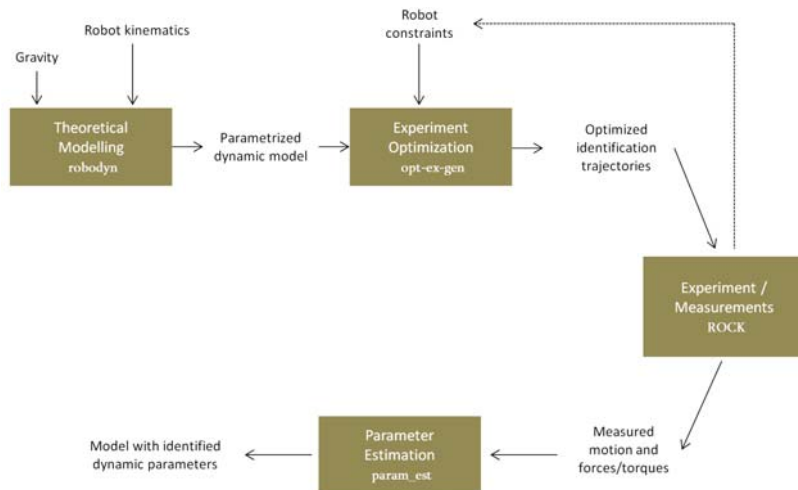 Robot kinematics
Gravity
Robot
constraints
Theoretical
Modelling
robodyn
Parametrized
dynamic model
Experiment
Optimization
opt-ex-gen
Optimized
identification
trajectories
Experiment /
Measurements
ROCK
Measured
motion and
forces/torques
Parameter
Estimation
param_est
Model with identified
dynamic parameters